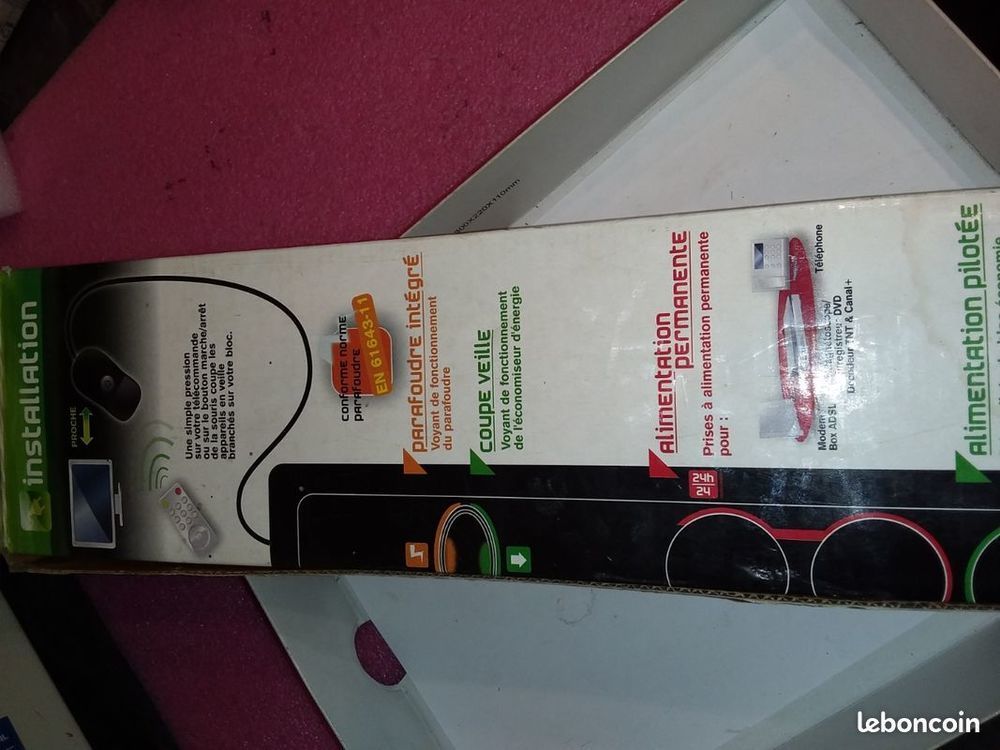 installation
PROCHE
Une simple pression
sur votre télécommande
ou sur le bouton marche/arrêt
de la souris coupe les
appareils en veille
branchés sur votre bloc.
conforme norme
parafoudre
EN 61643-11
parafoudre intégré
Voyant de fonctionnement
du parafoudre
coupe veille
Voyant de fonctionnement
de l'économiseur d'énergie
alimentation
permanente
Prises à alimentation permanente
pour :
24h
24
Modem
Box ADSL
DVD
TNT & Canal+
Téléphone
alimentation pilotée
X220X110mm
leboncoin